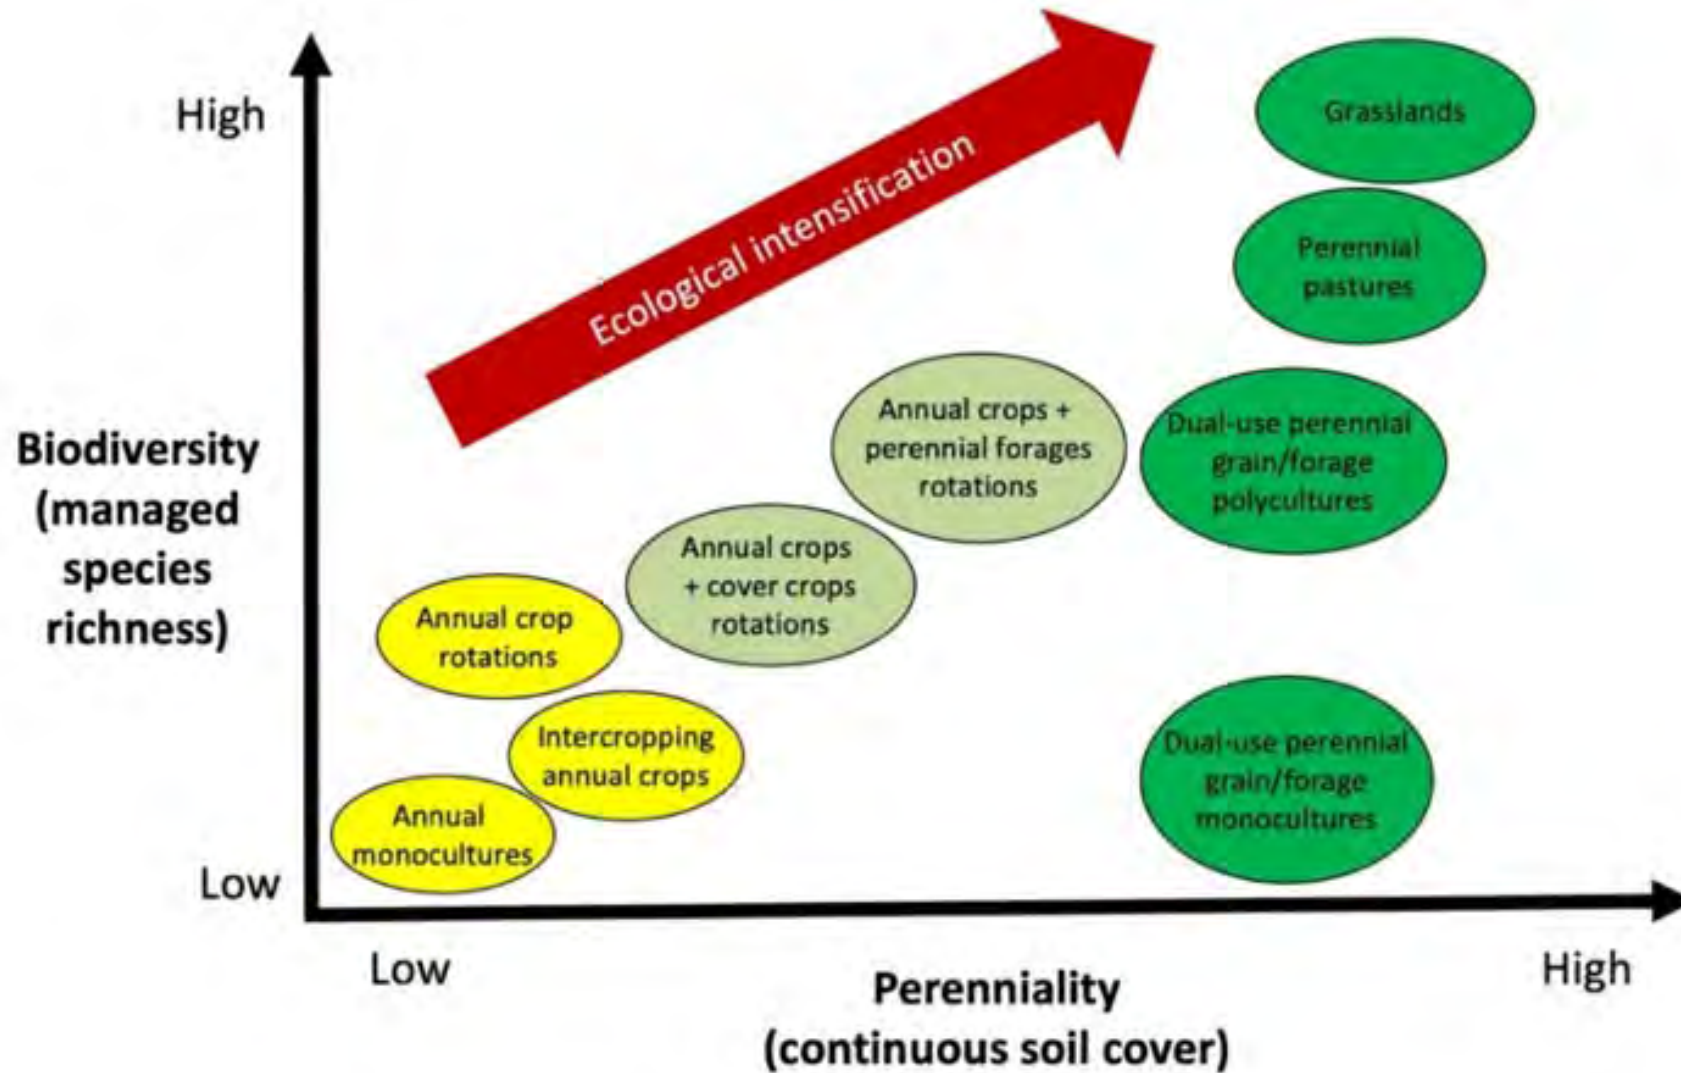 High
Ecological intensification
Grasslands
Perennial
pastures
Biodiversity
(managed
species
richness)
Annual crops +
perennial forages
rotations
Dual-use perennial
grain/forage
polycultures
Annual crops
+ cover crops
rotations
Annual crop
rotations
Intercropping
annual crops
Dual-use perennial
grain/forage
monocultures
Annual
monocultures
Low
Low
High
Perenniality
(continuous soil cover)